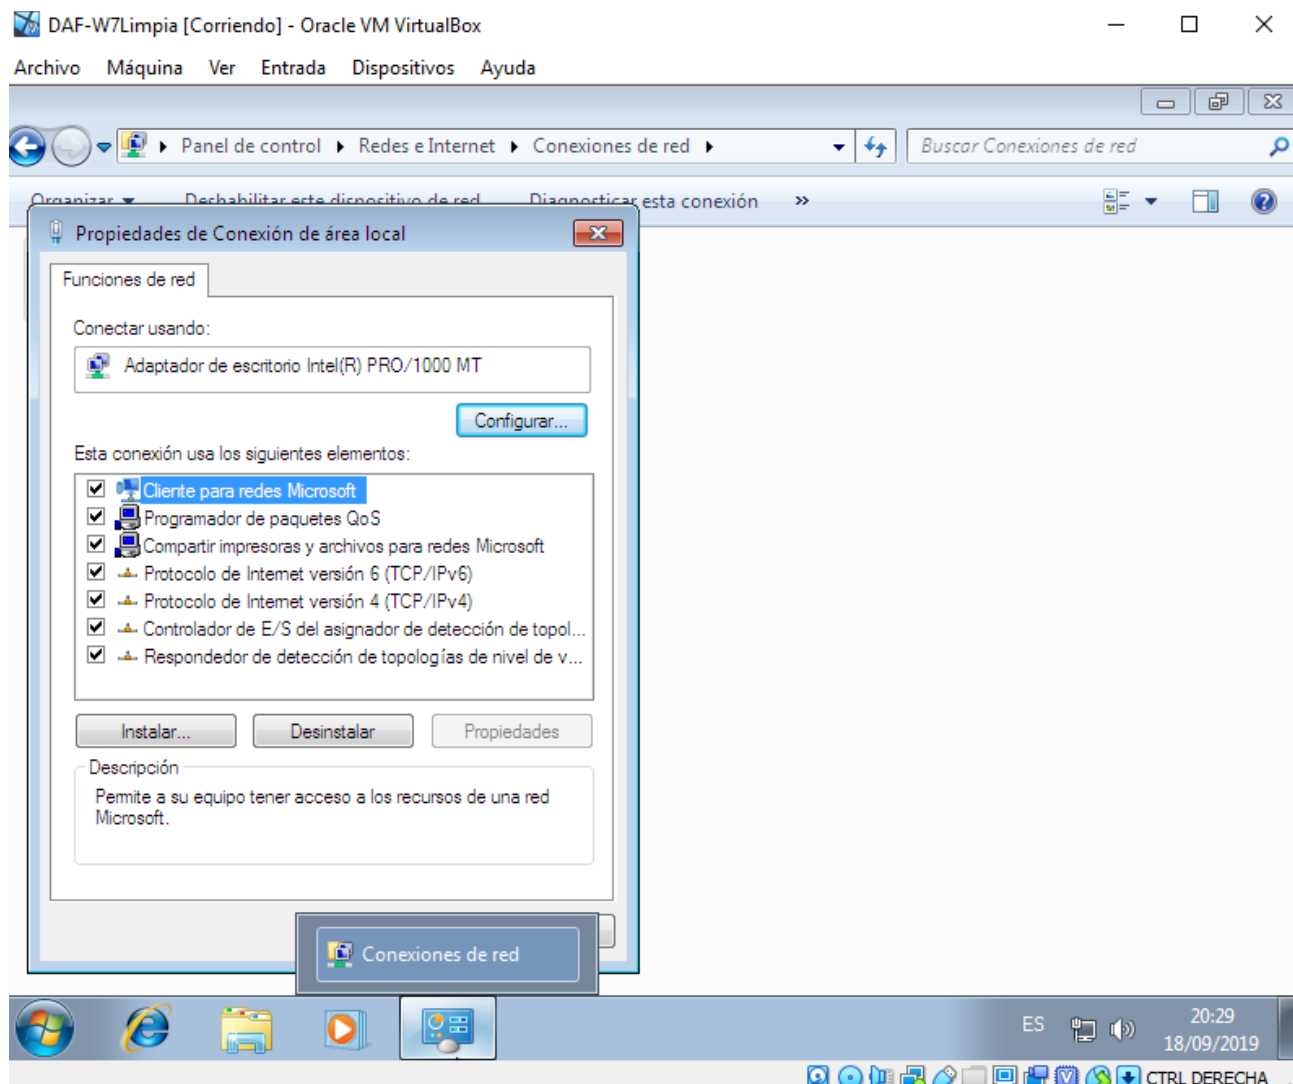 DAF-W7Limpia [Corriendo] - Oracle VM VirtualBox
Archivo Máquina Ver Entrada Dispositivos Ayuda
Panel de control Redes e Internet Conexiones de red
Buscar Conexiones de red
Organizar Deshabilitar este dispositivo de red Diagnosticar esta conexión »
Propiedades de Conexión de área local
Funciones de red
Conectar usando:
Adaptador de escritorio Intel(R) PRO/1000 MT
Configurar...
Esta conexión usa los siguientes elementos:
Cliente para redes Microsoft
Programador de paquetes QoS
Compartir impresoras y archivos para redes Microsoft
Protocolo de Internet versión 6 (TCP/IPv6)
Protocolo de Internet versión 4 (TCP/IPv4)
Controlador de E/S del asignador de detección de topol...
Respondedor de detección de topologías de nivel de v...
Instalar... Desinstalar Propiedades
Descripción
Permite a su equipo tener acceso a los recursos de una red
Microsoft.
Conexiones de red
ES
20:29
18/09/2019
CTRL DERECHA